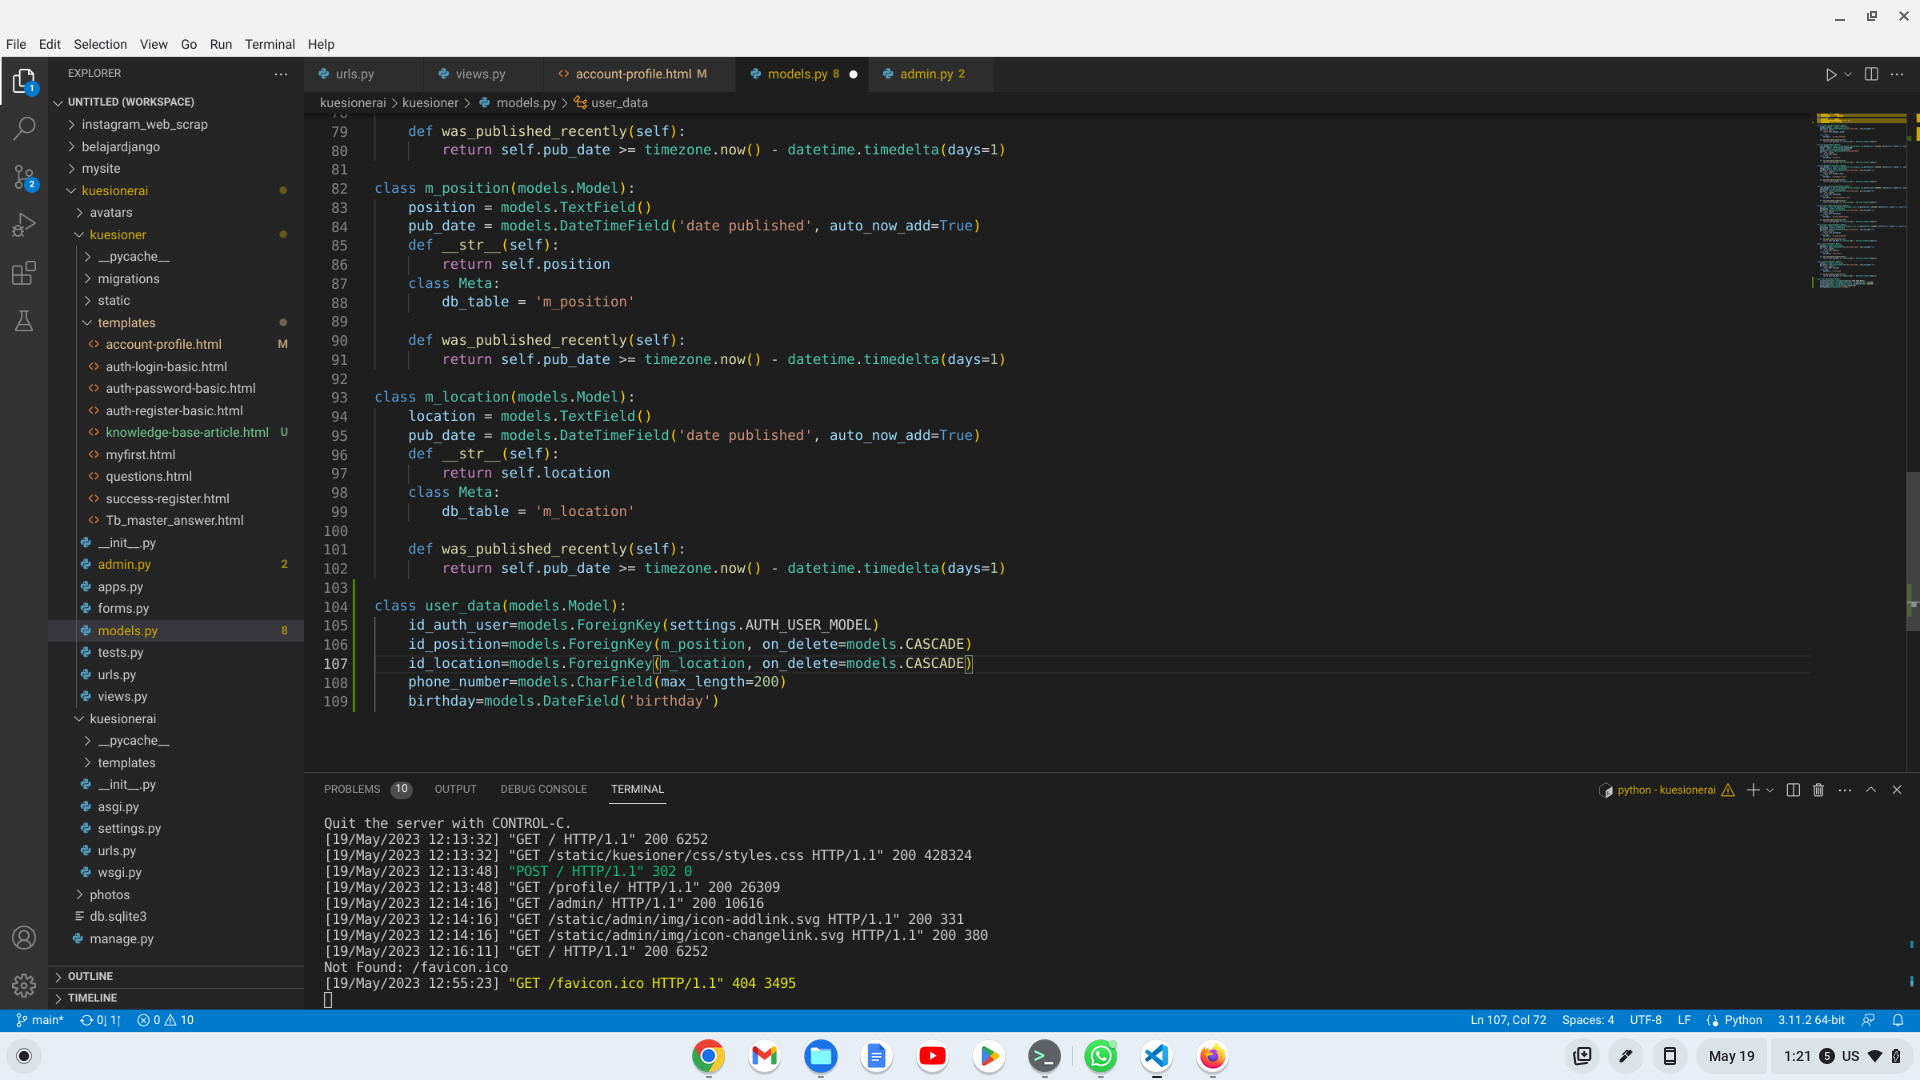 File Edit Selection View Go Run Terminal Help
EXPLORER
UNTITLED (WORKSPACE)
instagram_web_scrap
belajardjango
mysite
kuesionerai
avatars
kuesioner
__pycache__
migrations
static
templates
account-profile.html M
auth-login-basic.html
auth-password-basic.html
auth-register-basic.html
knowledge-base-article.html U
myfirst.html
questions.html
success-register.html
Tb_master_answer.html
__init__.py
admin.py 2
apps.py
forms.py
models.py 8
tests.py
urls.py
views.py
kuesionerai
__pycache__
templates
__init__.py
asgi.py
settings.py
urls.py
wsgi.py
photos
db.sqlite3
manage.py
OUTLINE
TIMELINE
1
2
urls.py views.py account-profile.html M models.py 8 admin.py 2
kuesionerai > kuesioner > models.py > user_data
79 def was_published_recently(self):
80 return self.pub_date >= timezone.now() - datetime.timedelta(days=1)
81
82 class m_position(models.Model):
83 position = models.TextField()
84 pub_date = models.DateTimeField('date published', auto_now_add=True)
85 def __str__(self):
86 return self.position
87 class Meta:
88 db_table = 'm_position'
89
90 def was_published_recently(self):
91 return self.pub_date >= timezone.now() - datetime.timedelta(days=1)
92
93 class m_location(models.Model):
94 location = models.TextField()
95 pub_date = models.DateTimeField('date published', auto_now_add=True)
96 def __str__(self):
97 return self.location
98 class Meta:
99 db_table = 'm_location'
100
101 def was_published_recently(self):
102 return self.pub_date >= timezone.now() - datetime.timedelta(days=1)
103
104 class user_data(models.Model):
105 id_auth_user=models.ForeignKey(settings.AUTH_USER_MODEL)
106 id_position=models.ForeignKey(m_position, on_delete=models.CASCADE)
107 id_location=models.ForeignKey(m_location, on_delete=models.CASCADE)
108 phone_number=models.CharField(max_length=200)
109 birthday=models.DateField('birthday')
PROBLEMS 10 OUTPUT DEBUG CONSOLE TERMINAL
python - kuesionerai
Quit the server with CONTROL-C.
[19/May/2023 12:13:32] "GET / HTTP/1.1" 200 6252
[19/May/2023 12:13:32] "GET /static/kuesioner/css/styles.css HTTP/1.1" 200 428324
[19/May/2023 12:13:48] "POST / HTTP/1.1" 302 0
[19/May/2023 12:13:48] "GET /profile/ HTTP/1.1" 200 26309
[19/May/2023 12:14:16] "GET /admin/ HTTP/1.1" 200 10616
[19/May/2023 12:14:16] "GET /static/admin/img/icon-addlink.svg HTTP/1.1" 200 331
[19/May/2023 12:14:16] "GET /static/admin/img/icon-changelink.svg HTTP/1.1" 200 380
[19/May/2023 12:16:11] "GET / HTTP/1.1" 200 6252
Not Found: /favicon.ico
[19/May/2023 12:55:23] "GET /favicon.ico HTTP/1.1" 404 3495
main* 0↓ 1↑ 0 10
Ln 107, Col 72 Spaces: 4 UTF-8 LF Python 3.11.2 64-bit
May 19 1:21 5 US